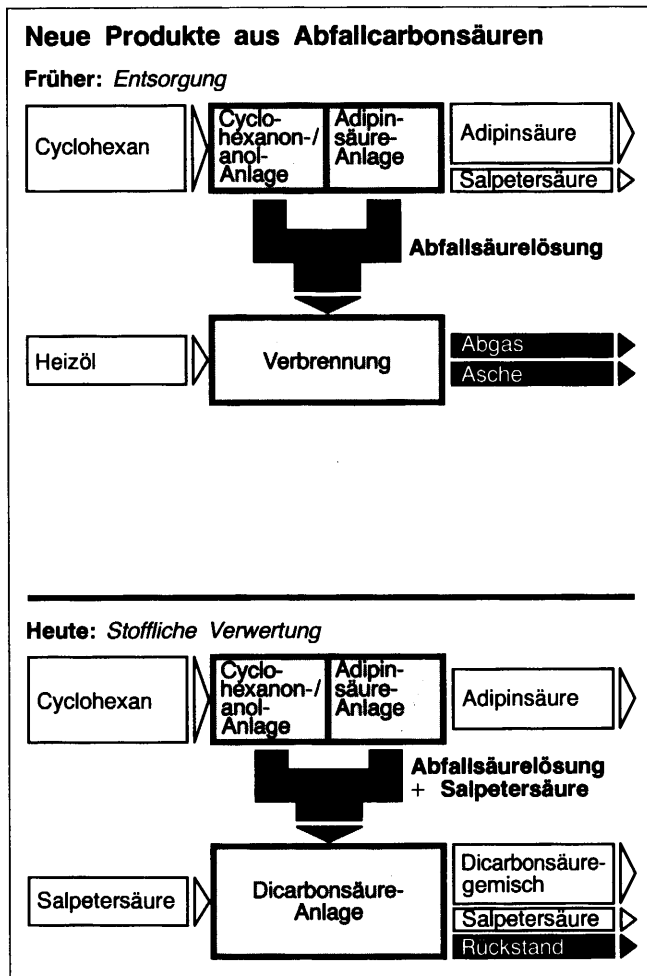 Neue Produkte aus Abfallcarbonsäuren
Früher: Entsorgung
Cyclohexan
Cyclo-
hexanon-/
anol-
Anlage
Adipin-
säure-
Anlage
Adipinsäure
Salpetersäure
Abfallsäurelösung
Heizöl
Verbrennung
Abgas
Asche
Heute: Stoffliche Verwertung
Cyclohexan
Cyclo-
hexanon-/
anol-
Anlage
Adipin-
säure-
Anlage
Adipinsäure
Abfallsäurelösung
+ Salpetersäure
Salpetersäure
Dicarbonsäure-
Anlage
Dicarbonsäure-
gemisch
Salpetersäure
Rückstand